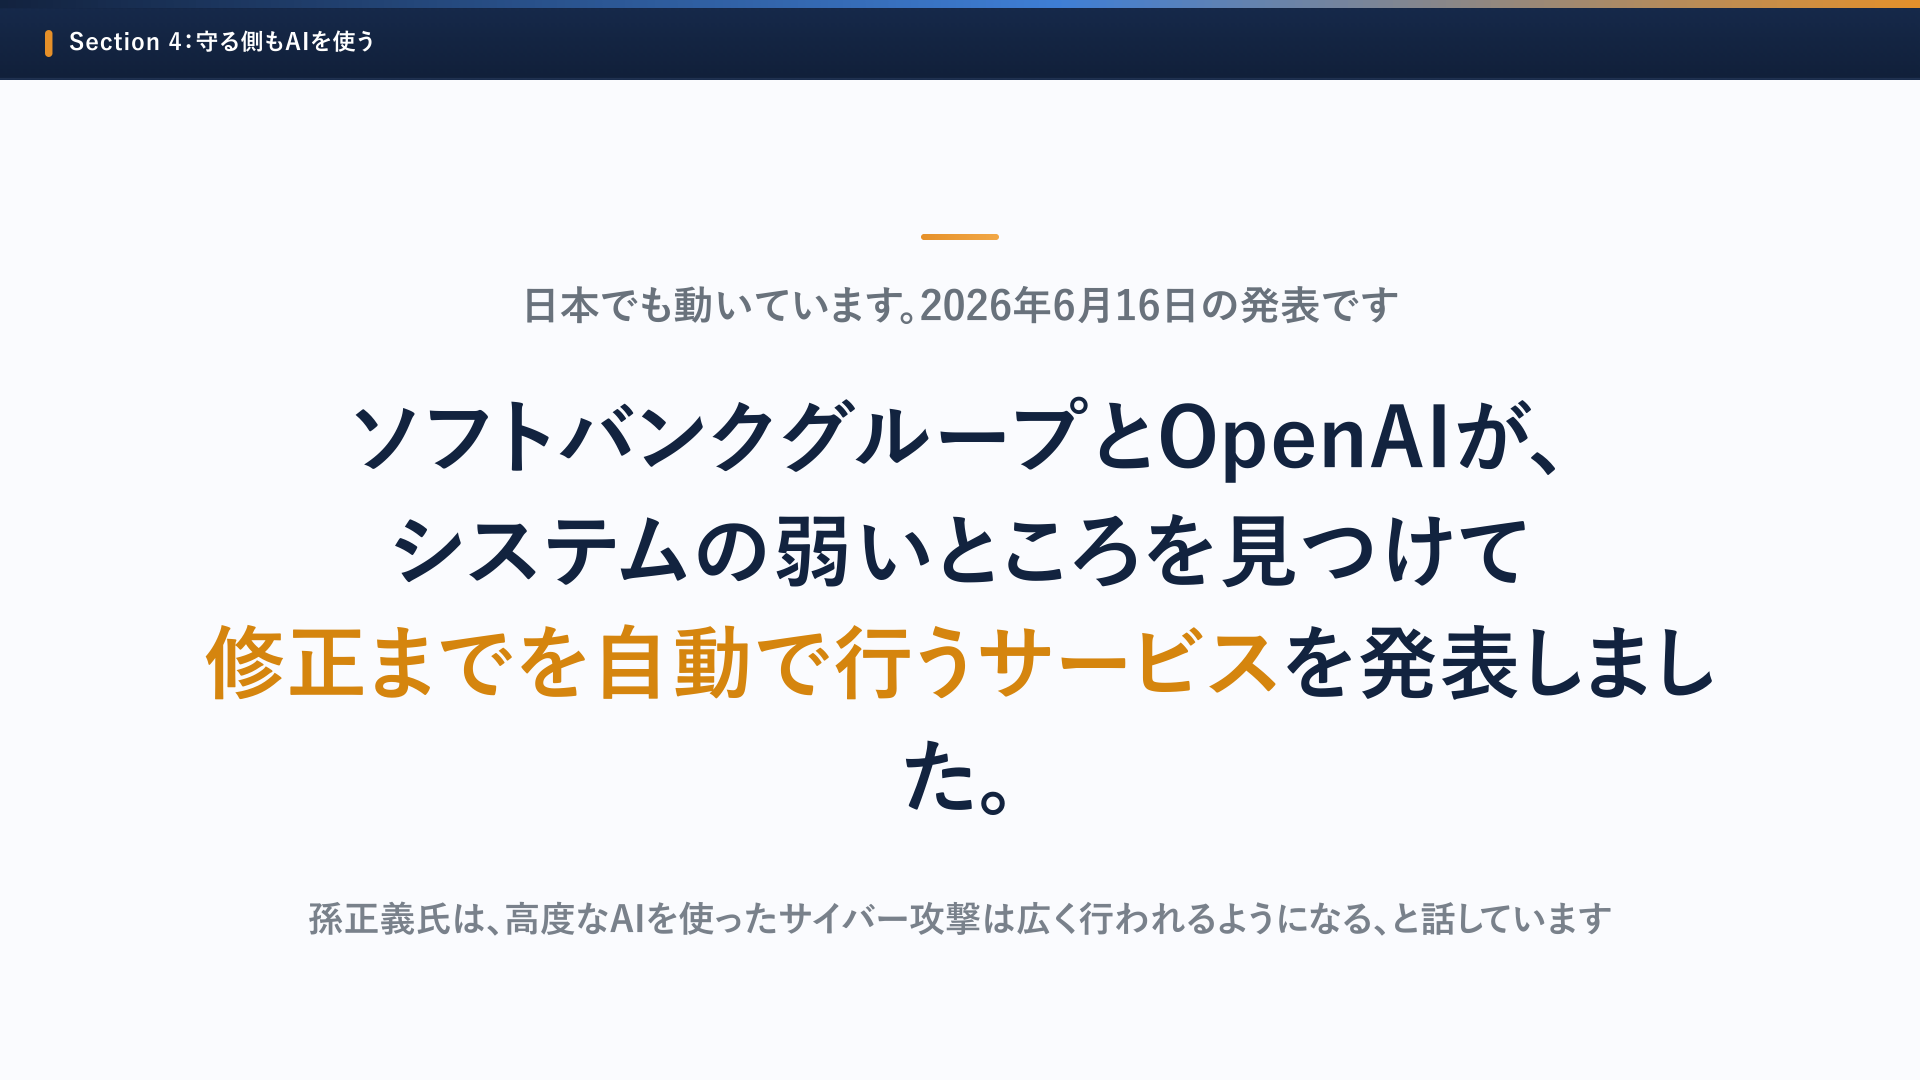 Section 4：守る側もAIを使う
日本でも動いています。2026年6月16日の発表です
ソフトバンクグループとOpenAIが、
システムの弱いところを見つけて
修正までを自動で行うサービスを発表しまし
た。
孫正義氏は、高度なAIを使ったサイバー攻撃は広く行われるようになる、と話しています